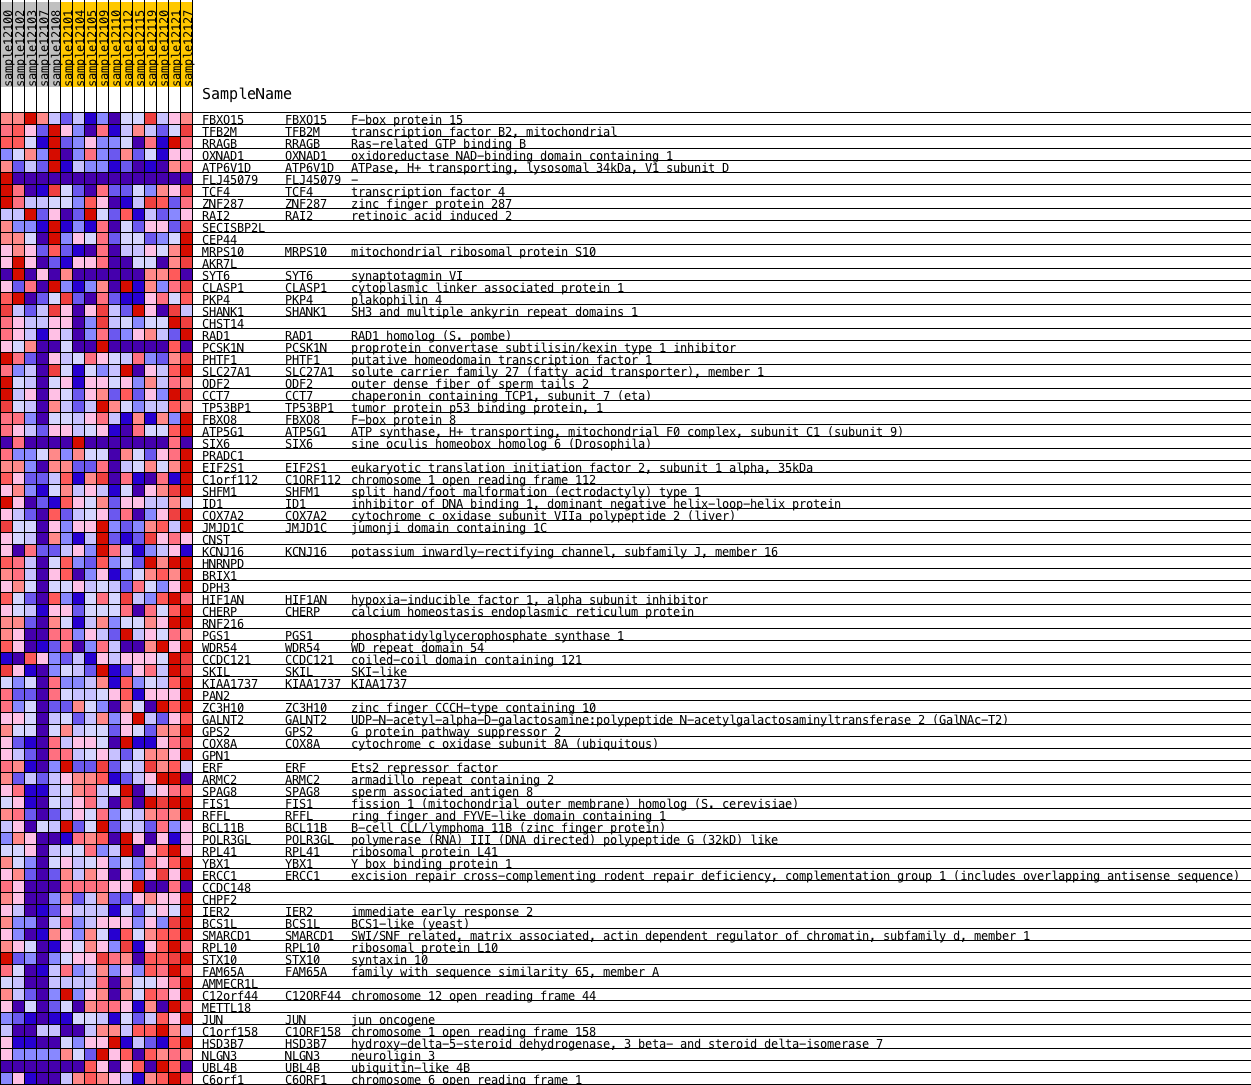 sample12100 sample12102 sample12103 sample12107 sample12108 sample12101 sample12104 sample12105 sample12109 sample12110 sample12112 sample12115 sample12119 sample12120 sample12121 sample12127
SampleName
FBXO15 FBXO15 F-box protein 15
TFB2M TFB2M transcription factor B2, mitochondrial
RRAGB RRAGB Ras-related GTP binding B
OXNAD1 OXNAD1 oxidoreductase NAD-binding domain containing 1
ATP6V1D ATP6V1D ATPase, H+ transporting, lysosomal 34kDa, V1 subunit D
FLJ45079 FLJ45079 -
TCF4 TCF4 transcription factor 4
ZNF287 ZNF287 zinc finger protein 287
RAI2 RAI2 retinoic acid induced 2
SECISBP2L
CEP44
MRPS10 MRPS10 mitochondrial ribosomal protein S10
AKR7L
SYT6 SYT6 synaptotagmin VI
CLASP1 CLASP1 cytoplasmic linker associated protein 1
PKP4 PKP4 plakophilin 4
SHANK1 SHANK1 SH3 and multiple ankyrin repeat domains 1
CHST14
RAD1 RAD1 RAD1 homolog (S. pombe)
PCSK1N PCSK1N proprotein convertase subtilisin/kexin type 1 inhibitor
PHTF1 PHTF1 putative homeodomain transcription factor 1
SLC27A1 SLC27A1 solute carrier family 27 (fatty acid transporter), member 1
ODF2 ODF2 outer dense fiber of sperm tails 2
CCT7 CCT7 chaperonin containing TCP1, subunit 7 (eta)
TP53BP1 TP53BP1 tumor protein p53 binding protein, 1
FBXO8 FBXO8 F-box protein 8
ATP5G1 ATP5G1 ATP synthase, H+ transporting, mitochondrial F0 complex, subunit C1 (subunit 9)
SIX6 SIX6 sine oculis homeobox homolog 6 (Drosophila)
PRADC1
EIF2S1 EIF2S1 eukaryotic translation initiation factor 2, subunit 1 alpha, 35kDa
C1orf112 C1ORF112 chromosome 1 open reading frame 112
SHFM1 SHFM1 split hand/foot malformation (ectrodactyly) type 1
ID1 ID1 inhibitor of DNA binding 1, dominant negative helix-loop-helix protein
COX7A2 COX7A2 cytochrome c oxidase subunit VIIa polypeptide 2 (liver)
JMJD1C JMJD1C jumonji domain containing 1C
CNST
KCNJ16 KCNJ16 potassium inwardly-rectifying channel, subfamily J, member 16
HNRNPD
BRIX1
DPH3
HIF1AN HIF1AN hypoxia-inducible factor 1, alpha subunit inhibitor
CHERP CHERP calcium homeostasis endoplasmic reticulum protein
RNF216
PGS1 PGS1 phosphatidylglycerophosphate synthase 1
WDR54 WDR54 WD repeat domain 54
CCDC121 CCDC121 coiled-coil domain containing 121
SKIL SKIL SKI-like
KIAA1737 KIAA1737 KIAA1737
PAN2
ZC3H10 ZC3H10 zinc finger CCCH-type containing 10
GALNT2 GALNT2 UDP-N-acetyl-alpha-D-galactosamine:polypeptide N-acetylgalactosaminyltransferase 2 (GalNAc-T2)
GPS2 GPS2 G protein pathway suppressor 2
COX8A COX8A cytochrome c oxidase subunit 8A (ubiquitous)
GPN1
ERF ERF Ets2 repressor factor
ARMC2 ARMC2 armadillo repeat containing 2
SPAG8 SPAG8 sperm associated antigen 8
FIS1 FIS1 fission 1 (mitochondrial outer membrane) homolog (S. cerevisiae)
RFFL RFFL ring finger and FYVE-like domain containing 1
BCL11B BCL11B B-cell CLL/lymphoma 11B (zinc finger protein)
POLR3GL POLR3GL polymerase (RNA) III (DNA directed) polypeptide G (32kD) like
RPL41 RPL41 ribosomal protein L41
YBX1 YBX1 Y box binding protein 1
ERCC1 ERCC1 excision repair cross-complementing rodent repair deficiency, complementation group 1 (includes overlapping antisense sequence)
CCDC148
CHPF2
IER2 IER2 immediate early response 2
BCS1L BCS1L BCS1-like (yeast)
SMARCD1 SMARCD1 SWI/SNF related, matrix associated, actin dependent regulator of chromatin, subfamily d, member 1
RPL10 RPL10 ribosomal protein L10
STX10 STX10 syntaxin 10
FAM65A FAM65A family with sequence similarity 65, member A
AMMECR1L
C12orf44 C12ORF44 chromosome 12 open reading frame 44
METTL18
JUN JUN jun oncogene
C1orf158 C1ORF158 chromosome 1 open reading frame 158
HSD3B7 HSD3B7 hydroxy-delta-5-steroid dehydrogenase, 3 beta- and steroid delta-isomerase 7
NLGN3 NLGN3 neuroligin 3
UBL4B UBL4B ubiquitin-like 4B
C6orf1 C6ORF1 chromosome 6 open reading frame 1